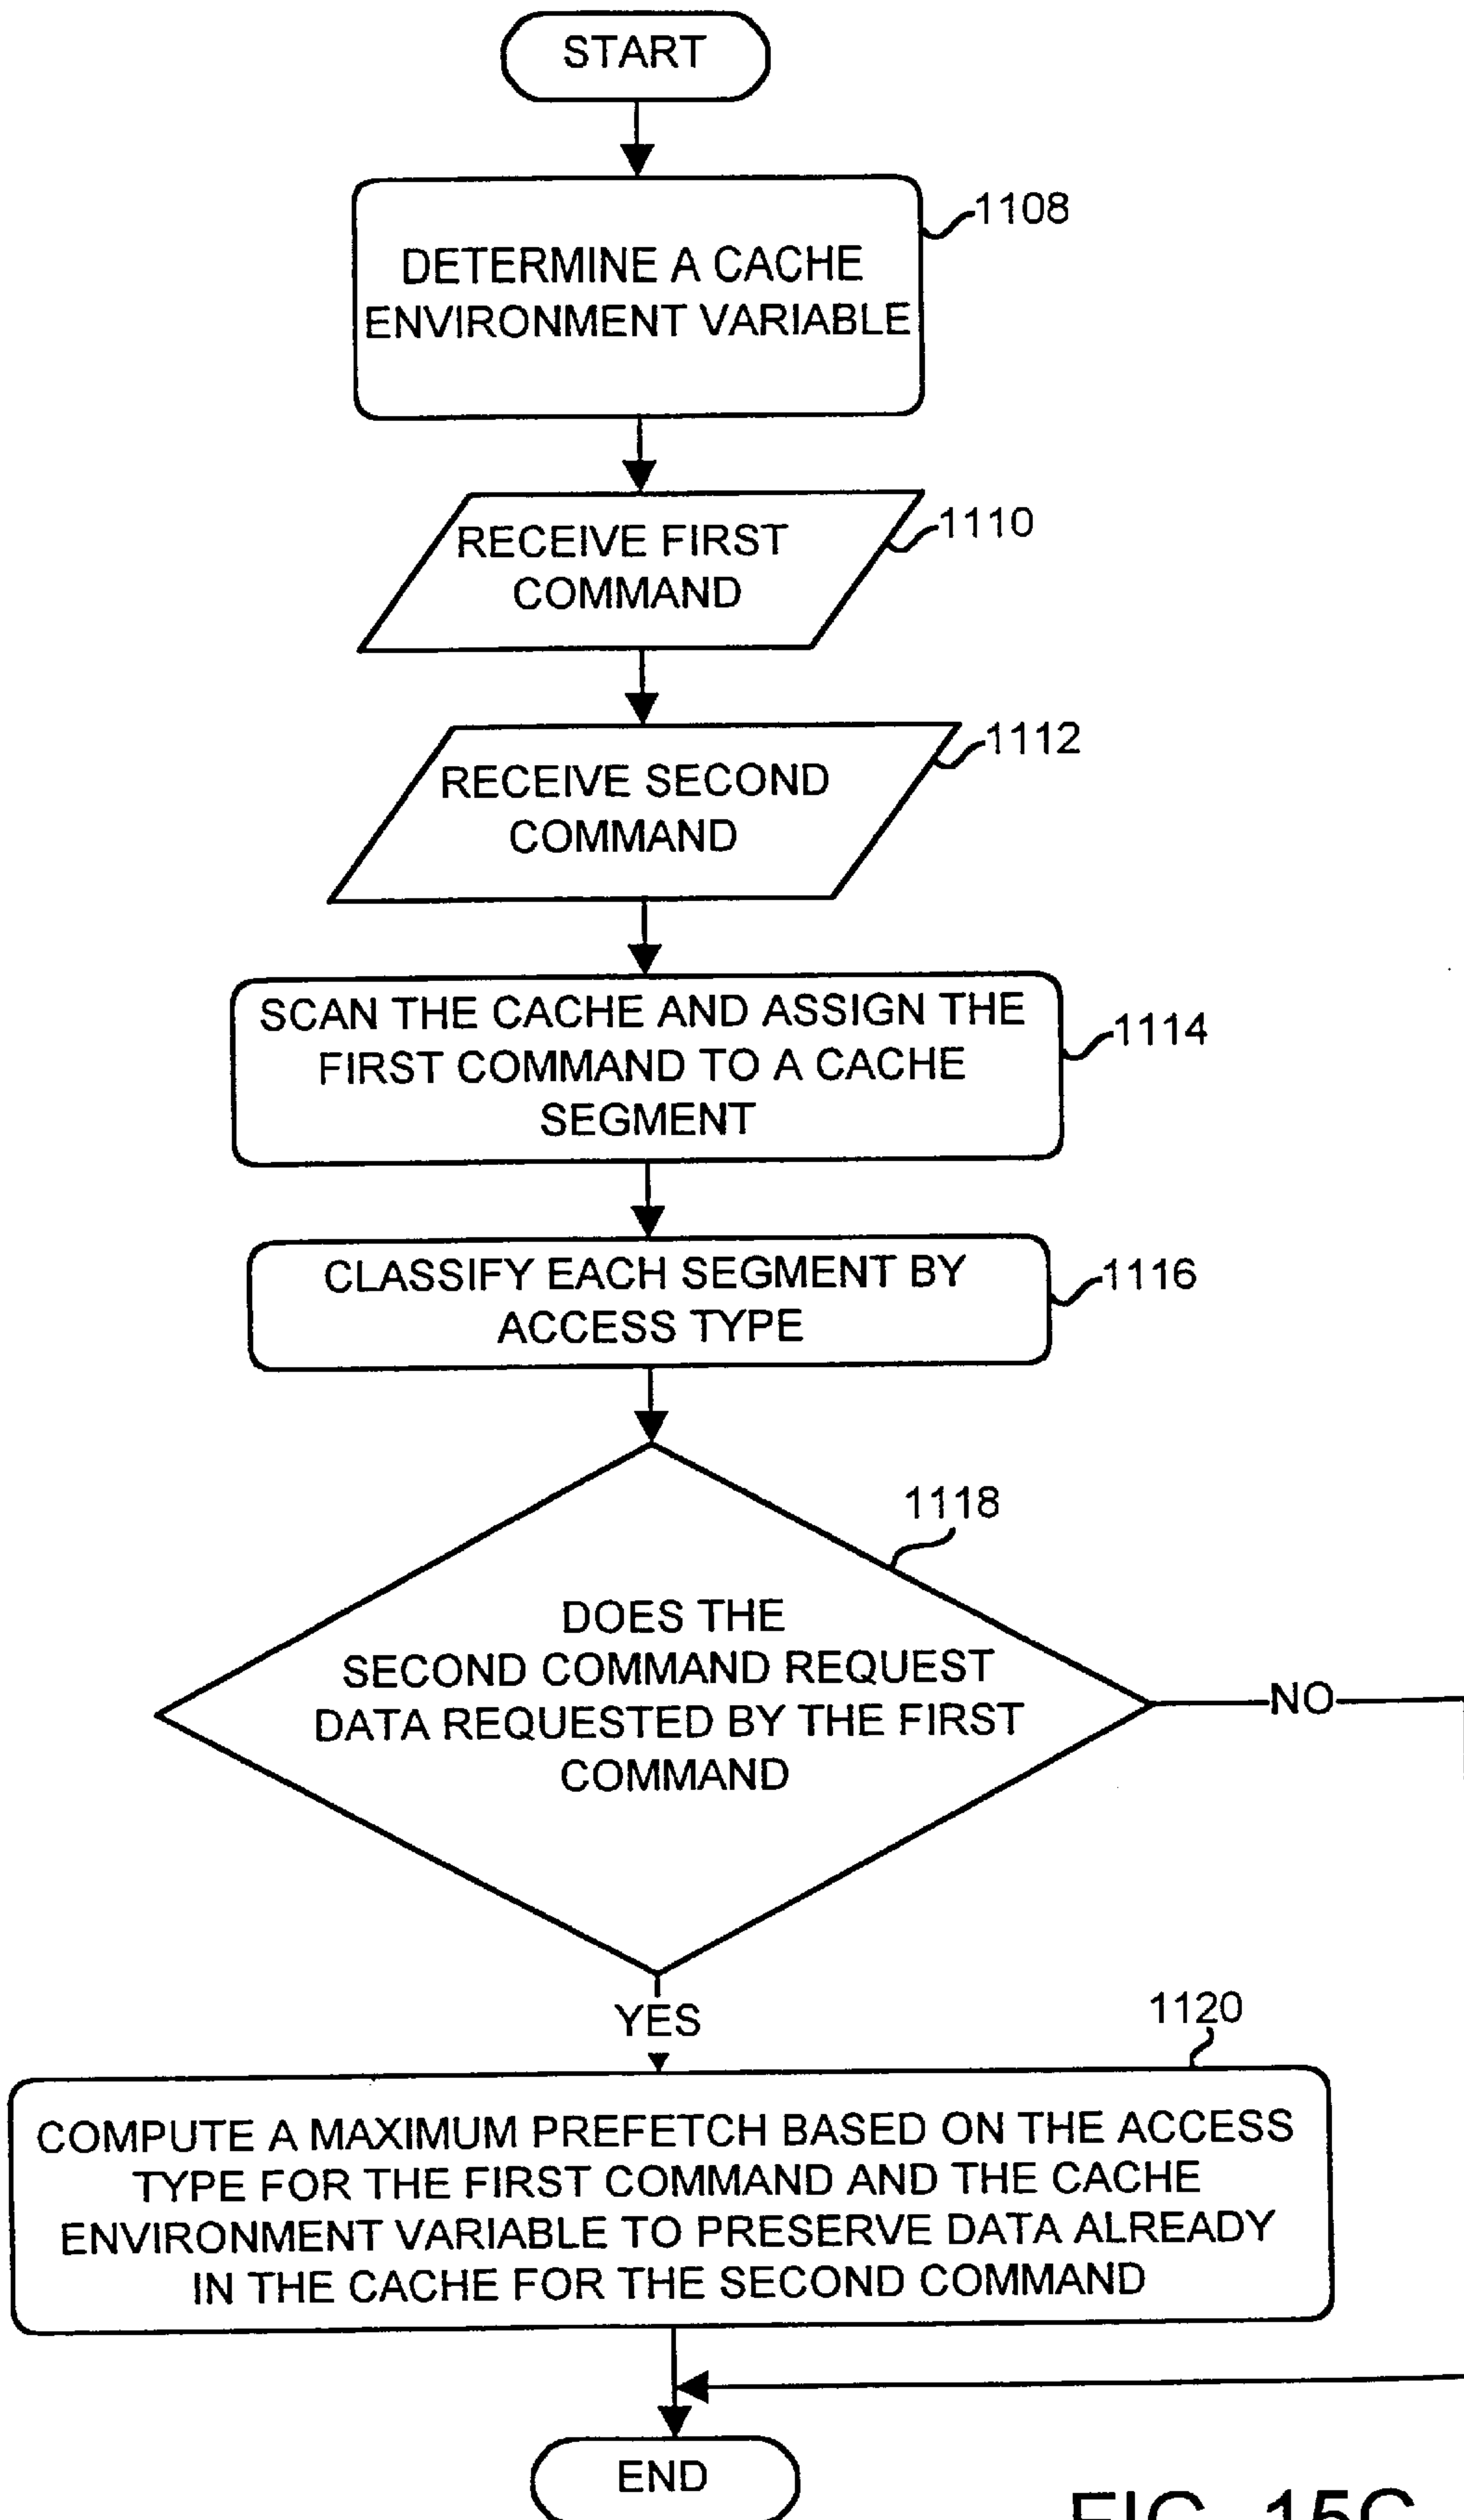 START
1108
DETERMINE A CACHE
ENVIRONMENT VARIABLE
1110
RECEIVE FIRST
COMMAND
1112
RECEIVE SECOND
COMMAND
SCAN THE CACHE AND ASSIGN THE
1114
FIRST COMMAND TO A CACHE
SEGMENT
CLASSIFY EACH SEGMENT BY
1116
ACCESS TYPE
1118
DOES THE
SECOND COMMAND REQUEST
NO
DATA REQUESTED BY THE FIRST
COMMAND
YES
1120
COMPUTE A MAXIMUM PREFETCH BASED ON THE ACCESS
TYPE FOR THE FIRST COMMAND AND THE CACHE
ENVIRONMENT VARIABLE TO PRESERVE DATA ALREADY
IN THE CACHE FOR THE SECOND COMMAND
END
FIG. 15C